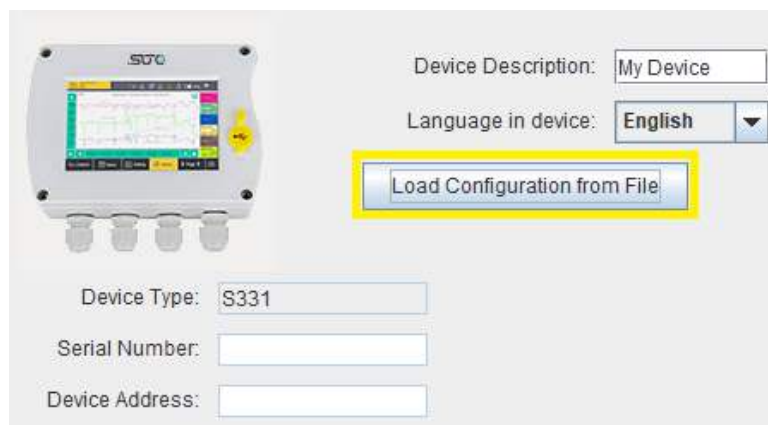 SUTO
Device Description: My Device
Language in device: English
Load Configuration from File
Device Type: S331
Serial Number:
Device Address: